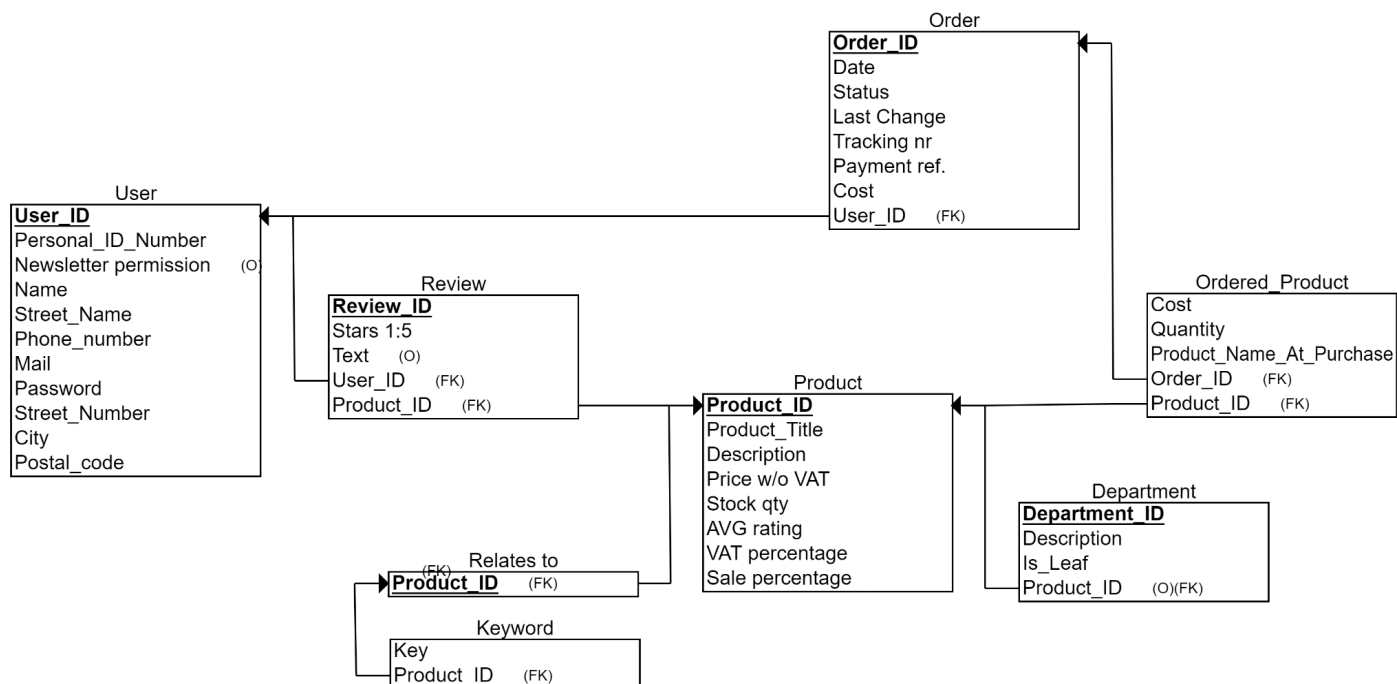 Order
Order_ID
Date
Status
Last Change
Tracking nr
Payment ref.
Cost
User_ID (FK)
User
User_ID
Personal_ID_Number
Newsletter permission (O)
Name
Street_Name
Phone_number
Mail
Password
Street_Number
City
Postal_code
Review
Review_ID
Stars 1:5
Text (O)
User_ID (FK)
Product_ID (FK)
Ordered_Product
Cost
Quantity
Product_Name_At_Purchase
Order_ID (FK)
Product_ID (FK)
Product
Product_ID
Product_Title
Description
Price w/o VAT
Stock qty
AVG rating
VAT percentage
Sale percentage
Department
Department_ID
Description
Is_Leaf
Product_ID (O)(FK)
Relates to
(FK)
Product_ID (FK)
Keyword
Key
Product_ID (FK)